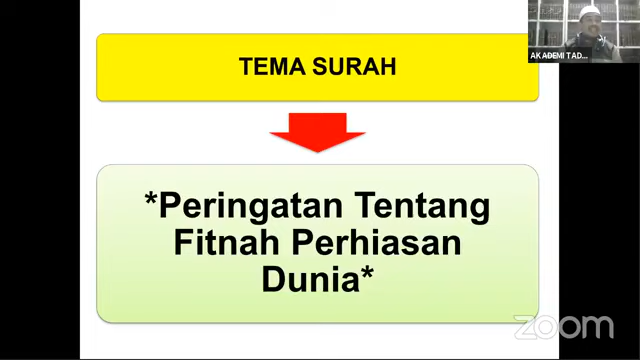 AKADEMI TAD...
TEMA SURAH
*Peringatan Tentang
Fitnah Perhiasan
Dunia*
zoom